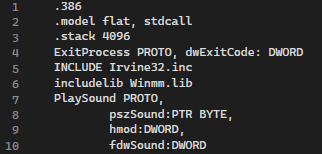 1 .386
2 .model flat, stdcall
3 .stack 4096
4 ExitProcess PROTO, dwExitCode: DWORD
5 INCLUDE Irvine32.inc
6 includelib Winmm.lib
7 PlaySound PROTO,
8 pszSound:PTR BYTE,
9 hmod:DWORD,
10 fdwSound:DWORD